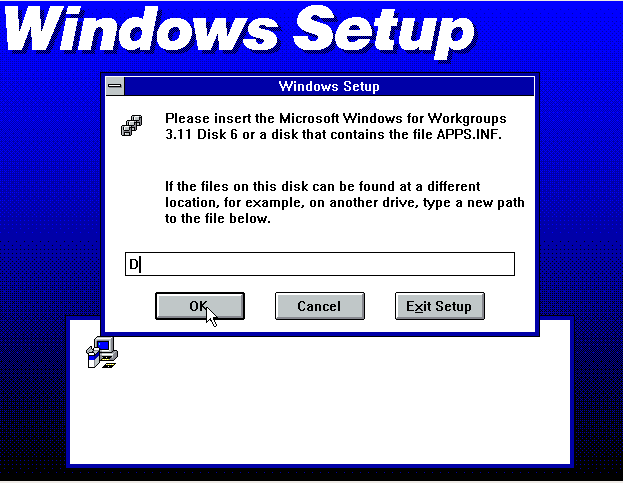 Windows Setup
Windows Setup
Please insert the Microsoft Windows for Workgroups
3.11 Disk 6 or a disk that contains the file APPS.INF.
If the files on this disk can be found at a different
location, for example, on another drive, type a new path
to the file below.
D
OK
Cancel
Exit Setup